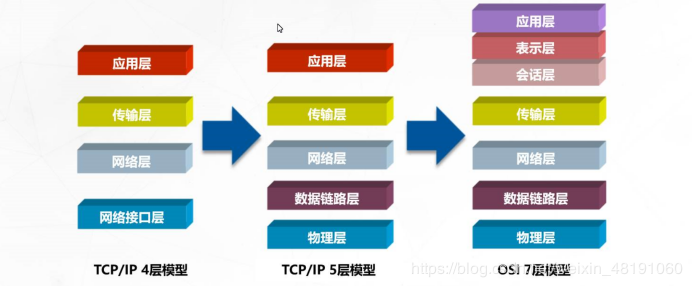 应用层
传输层
网络层
网络接口层
TCP/IP 4层模型
应用层
传输层
网络层
数据链路层
物理层
TCP/IP 5层模型
应用层
表示层
会话层
传输层
网络层
数据链路层
物理层
OSI 7层模型
https://blog.csdn.net/weixin_48191060